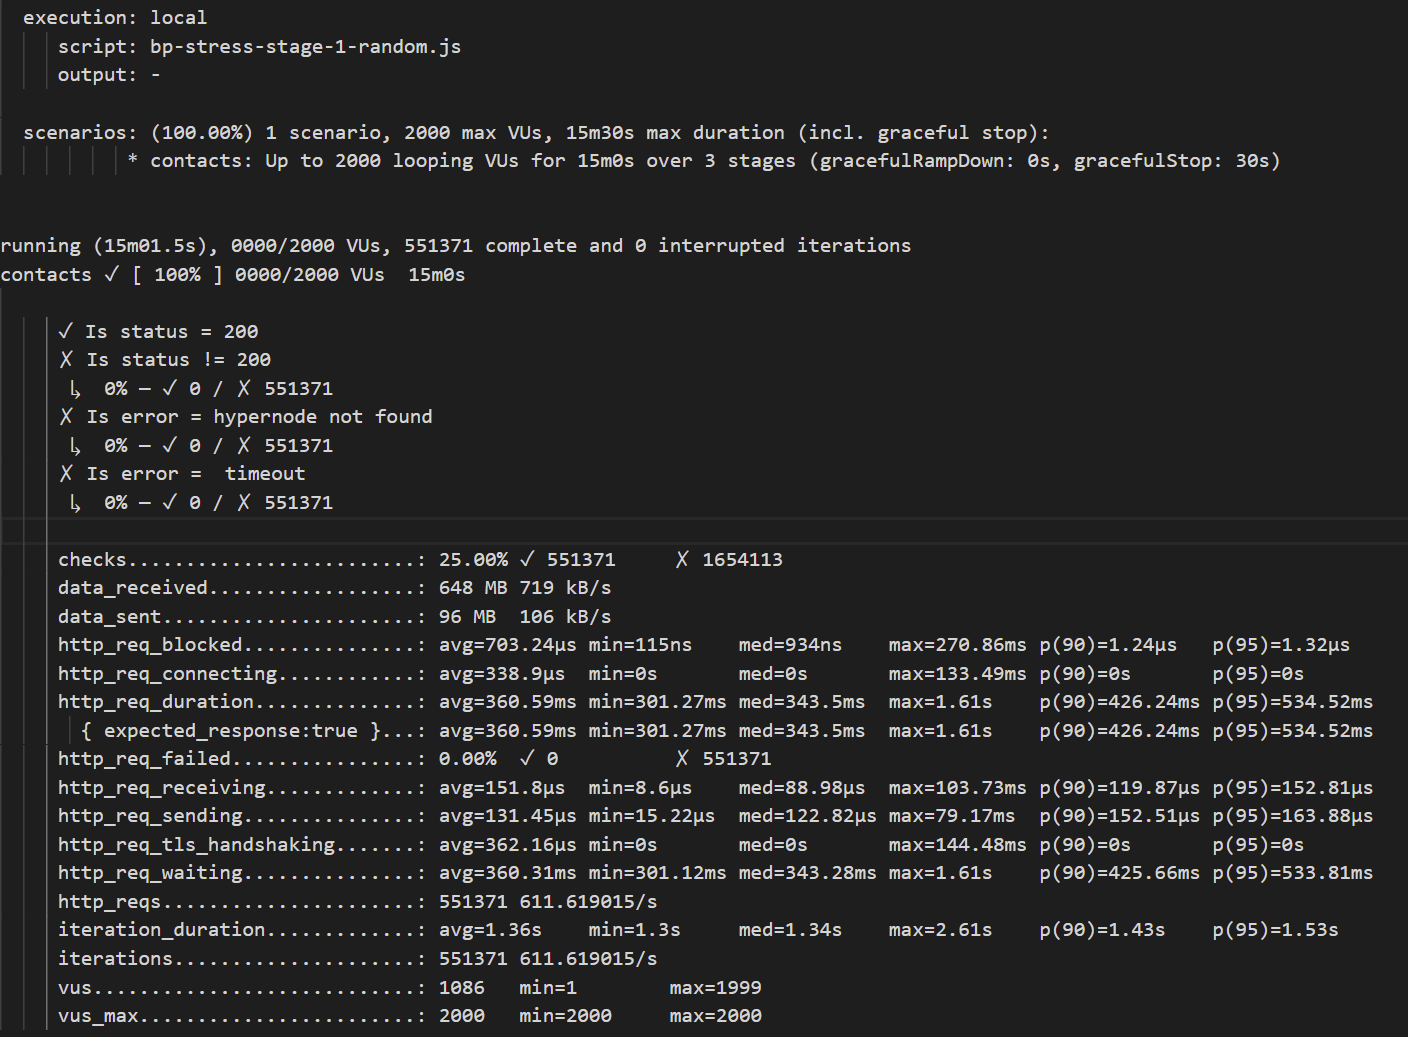 execution: local
script: bp-stress-stage-1-random.js
output: -
scenarios: (100.00%) 1 scenario, 2000 max VUs, 15m30s max duration (incl. graceful stop):
* contacts: Up to 2000 looping VUs for 15m0s over 3 stages (gracefulRampDown: 0s, gracefulStop: 30s)
running (15m01.5s), 0000/2000 VUs, 551371 complete and 0 interrupted iterations
contacts ✓ [ 100% ] 0000/2000 VUs  15m0s
✓ Is status = 200
✗ Is status != 200
↳  0% — ✓ 0 / ✗ 551371
✗ Is error = hypernode not found
↳  0% — ✓ 0 / ✗ 551371
✗ Is error =  timeout
↳  0% — ✓ 0 / ✗ 551371
checks.........................: 25.00% ✓ 551371     ✗ 1654113
data_received..................: 648 MB 719 kB/s
data_sent......................: 96 MB  106 kB/s
http_req_blocked...............: avg=703.24µs min=115ns    med=934ns    max=270.86ms p(90)=1.24µs   p(95)=1.32µs
http_req_connecting............: avg=338.9µs  min=0s       med=0s       max=133.49ms p(90)=0s       p(95)=0s
http_req_duration..............: avg=360.59ms min=301.27ms med=343.5ms  max=1.61s    p(90)=426.24ms p(95)=534.52ms
{ expected_response:true }...: avg=360.59ms min=301.27ms med=343.5ms  max=1.61s    p(90)=426.24ms p(95)=534.52ms
http_req_failed................: 0.00%  ✓ 0          ✗ 551371
http_req_receiving.............: avg=151.8µs  min=8.6µs    med=88.98µs  max=103.73ms p(90)=119.87µs p(95)=152.81µs
http_req_sending...............: avg=131.45µs min=15.22µs  med=122.82µs max=79.17ms  p(90)=152.51µs p(95)=163.88µs
http_req_tls_handshaking.......: avg=362.16µs min=0s       med=0s       max=144.48ms p(90)=0s       p(95)=0s
http_req_waiting...............: avg=360.31ms min=301.12ms med=343.28ms max=1.61s    p(90)=425.66ms p(95)=533.81ms
http_reqs......................: 551371 611.619015/s
iteration_duration.............: avg=1.36s    min=1.3s     med=1.34s    max=2.61s    p(90)=1.43s    p(95)=1.53s
iterations.....................: 551371 611.619015/s
vus............................: 1086   min=1        max=1999
vus_max........................: 2000   min=2000     max=2000